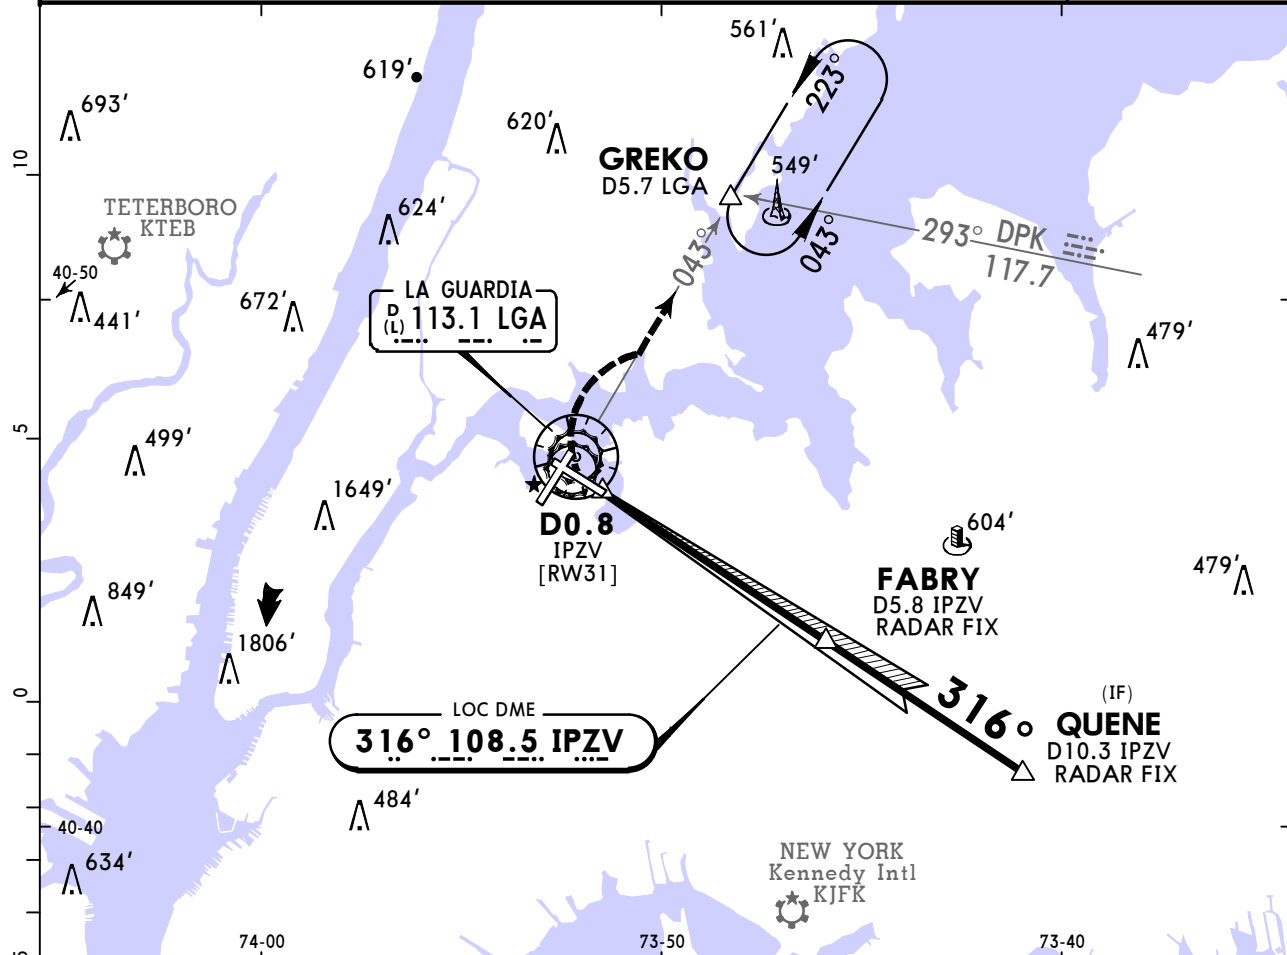 561′
619′
693′
10
620′
223°
GREKO
D5.7 LGA
549′
TETERBORO
KTEB
624′
293° DPK
117.7
043°
043°
40-50
441′
672′
LA GUARDIA
D
(L) 113.1 LGA
479′
5
499′
1649′
D0.8
IPZV
[RW31]
604′
FABRY
D5.8 IPZV
RADAR FIX
479′
849′
1806′
0
LOC DME
316° 108.5 IPZV
316°
(IF)
QUENE
D10.3 IPZV
RADAR FIX
484′
40-40
634′
NEW YORK
Kennedy Intl
KJFK
74-00
73-50
73-40